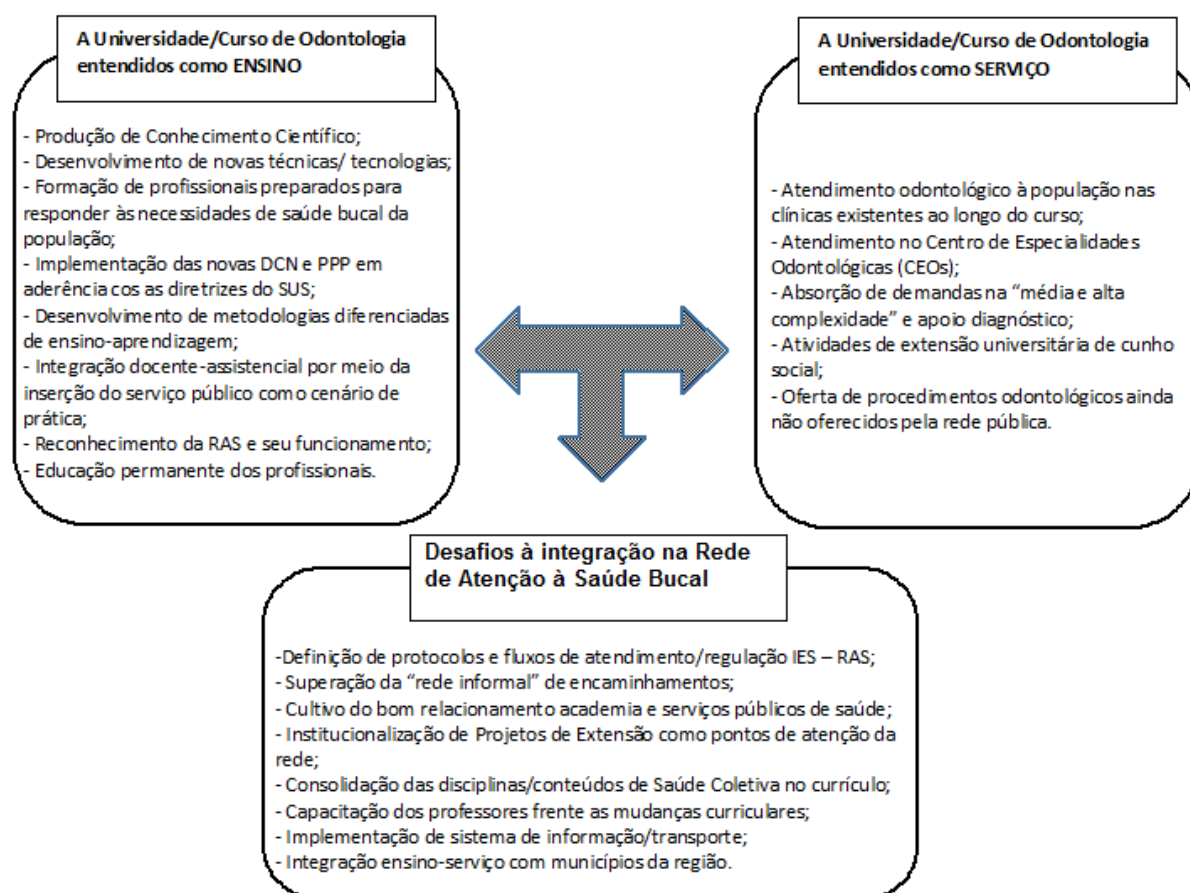 A Universidade/Curso de Odontologia
entendidos como ENSINO
- Produção de Conhecimento Científico;
- Desenvolvimento de novas técnicas/ tecnologias;
- Formação de profissionais preparados para
responder às necessidades de saúde bucal da
população;
- Implementação das novas DCN e PPP em
aderência cos as diretrizes do SUS;
- Desenvolvimento de metodologias diferenciadas
de ensino-aprendizagem;
- Integração docente-assistencial por meio da
inserção do serviço público como cenário de
prática;
- Reconhecimento da RAS e seu funcionamento;
- Educação permanente dos profissionais.
A Universidade/Curso de Odontologia
entendidos como SERVIÇO
- Atendimento odontológico à população nas
clínicas existentes ao longo do curso;
- Atendimento no Centro de Especialidades
Odontológicas (CEOs);
- Absorção de demandas na “média e alta
complexidade” e apoio diagnóstico;
- Atividades de extensão universitária de cunho
social;
- Oferta de procedimentos odontológicos ainda
não oferecidos pela rede pública.
Desafios à integração na Rede
de Atenção à Saúde Bucal
-Definição de protocolos e fluxos de atendimento/regulação IES – RAS;
- Superação da “rede informal” de encaminhamentos;
- Cultivo do bom relacionamento academia e serviços públicos de saúde;
- Institucionalização de Projetos de Extensão como pontos de atenção da
rede;
- Consolidação das disciplinas/conteúdos de Saúde Coletiva no currículo;
- Capacitação dos professores frente as mudanças curriculares;
- Implementação de sistema de informação/transporte;
- Integração ensino-serviço com municípios da região.